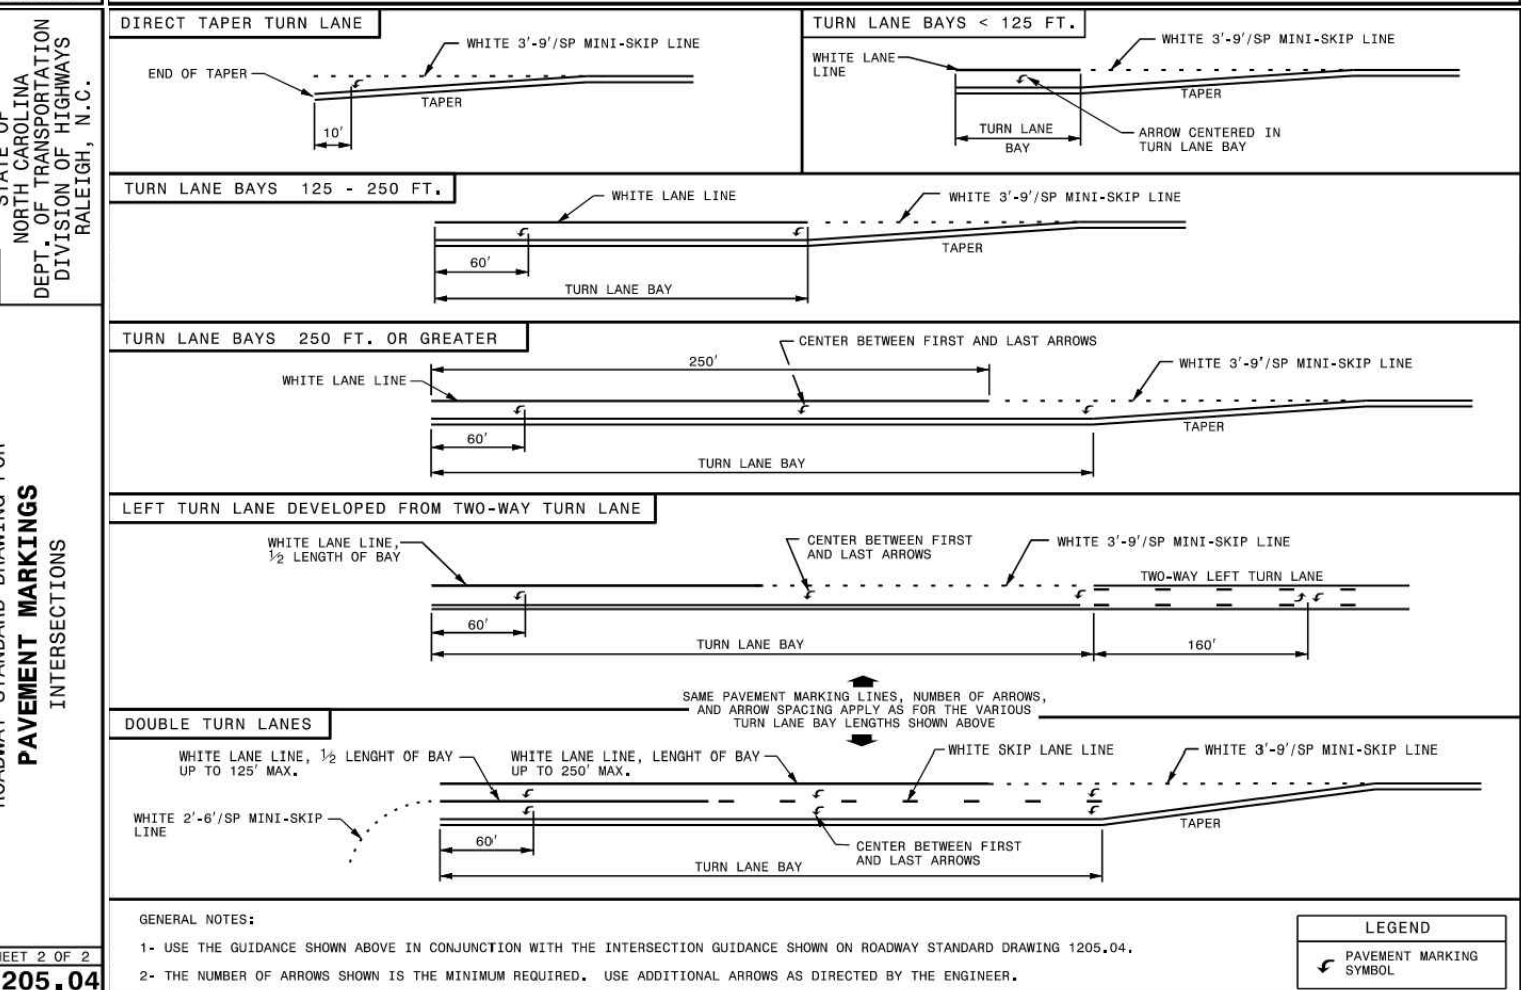 STATE OF
NORTH CAROLINA
DEPT. OF TRANSPORTATION
DIVISION OF HIGHWAYS
RALEIGH, N.C.
PAVEMENT MARKINGS
INTERSECTIONS
2 OF 2
205.04
DIRECT TAPER TURN LANE
WHITE 3'-9'/SP MINI-SKIP LINE
END OF TAPER
TAPER
10'
TURN LANE BAYS < 125 FT.
WHITE LANE
LINE
WHITE 3'-9'/SP MINI-SKIP LINE
TAPER
TURN LANE
BAY
ARROW CENTERED IN
TURN LANE BAY
TURN LANE BAYS 125 - 250 FT.
WHITE LANE LINE
WHITE 3'-9'/SP MINI-SKIP LINE
TAPER
60'
TURN LANE BAY
TURN LANE BAYS 250 FT. OR GREATER
CENTER BETWEEN FIRST AND LAST ARROWS
250'
WHITE 3'-9'/SP MINI-SKIP LINE
WHITE LANE LINE
TAPER
60'
TURN LANE BAY
LEFT TURN LANE DEVELOPED FROM TWO-WAY TURN LANE
WHITE LANE LINE,
½ LENGTH OF BAY
CENTER BETWEEN FIRST
AND LAST ARROWS
WHITE 3'-9'/SP MINI-SKIP LINE
TWO-WAY LEFT TURN LANE
60'
TURN LANE BAY
160'
SAME PAVEMENT MARKING LINES, NUMBER OF ARROWS,
AND ARROW SPACING APPLY AS FOR THE VARIOUS
TURN LANE BAY LENGTHS SHOWN ABOVE
DOUBLE TURN LANES
WHITE LANE LINE, ½ LENGHT OF BAY
UP TO 125' MAX.
WHITE LANE LINE, LENGHT OF BAY
UP TO 250' MAX.
WHITE SKIP LANE LINE
WHITE 3'-9'/SP MINI-SKIP LINE
WHITE 2'-6'/SP MINI-SKIP
LINE
TAPER
60'
CENTER BETWEEN FIRST
AND LAST ARROWS
TURN LANE BAY
GENERAL NOTES:
1- USE THE GUIDANCE SHOWN ABOVE IN CONJUNCTION WITH THE INTERSECTION GUIDANCE SHOWN ON ROADWAY STANDARD DRAWING 1205.04.
2- THE NUMBER OF ARROWS SHOWN IS THE MINIMUM REQUIRED. USE ADDITIONAL ARROWS AS DIRECTED BY THE ENGINEER.
LEGEND
PAVEMENT MARKING
SYMBOL